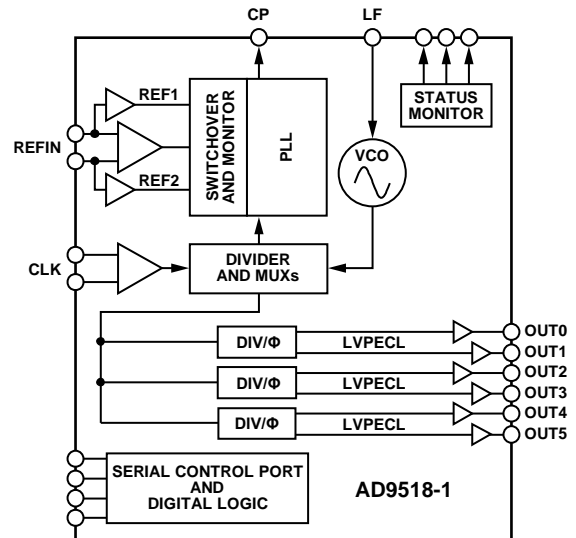 CP
LF
REF1
REFIN
REF2
SWITCHOVER
AND MONITOR
PLL
STATUS
MONITOR
VCO
CLK
DIVIDER
AND MUXs
DIV/Φ
LVPECL
OUT0
OUT1
DIV/Φ
LVPECL
OUT2
OUT3
DIV/Φ
LVPECL
OUT4
OUT5
SERIAL CONTROL PORT
AND
DIGITAL LOGIC
AD9518-1